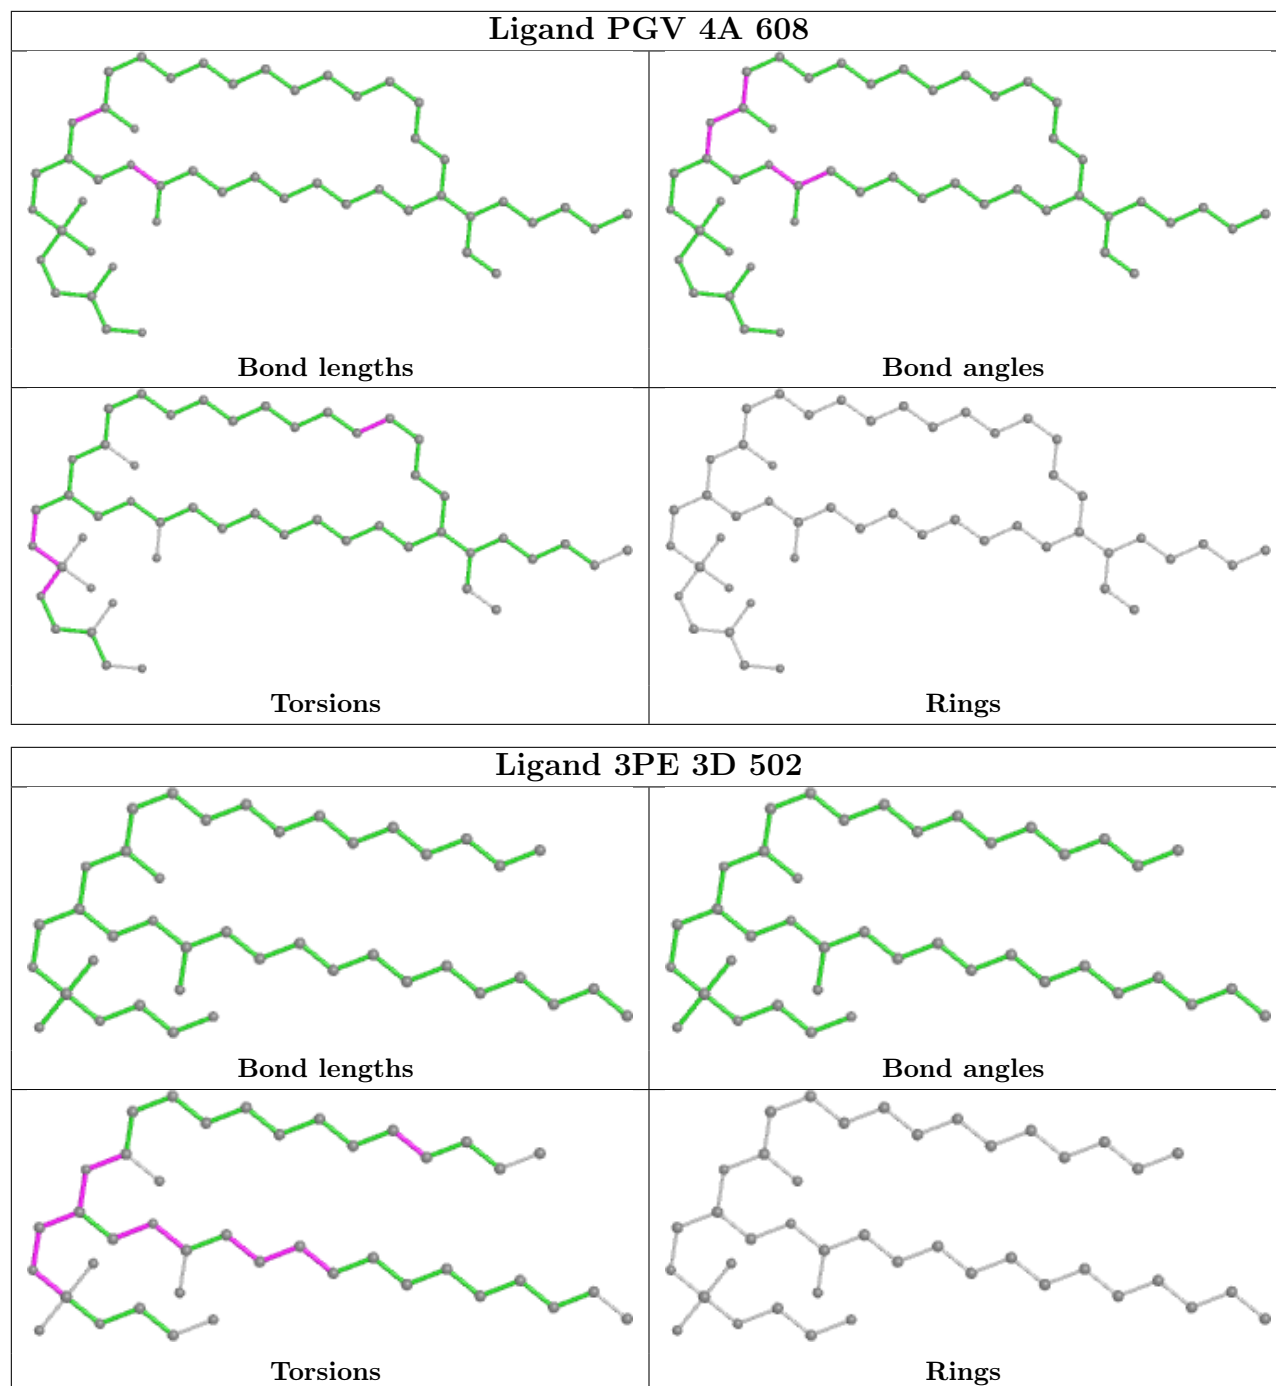 Ligand PGV 4A 608
Bond lengths
Bond angles
Torsions
Rings
Ligand 3PE 3D 502
Bond lengths
Bond angles
Torsions
Rings